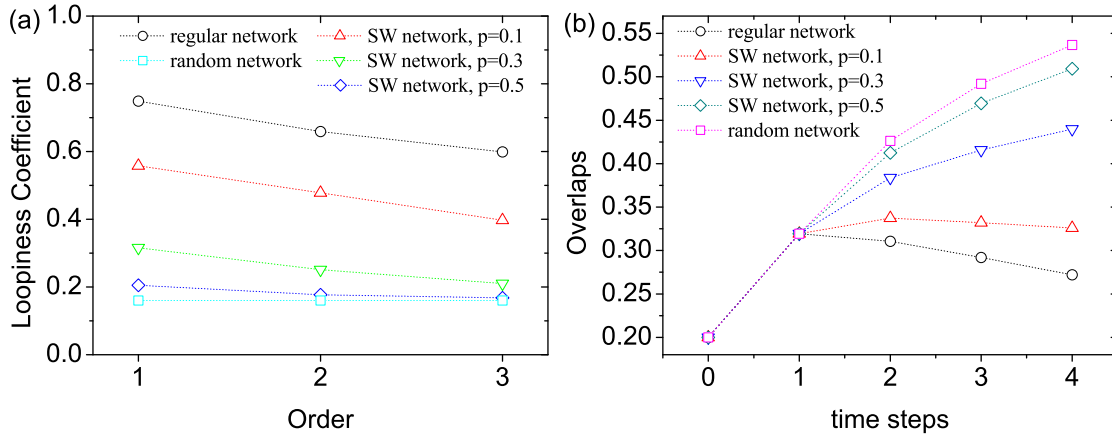 (a)
1.0
0.8
0.6
0.4
0.2
0.0
Loopiness Coefficient
regular network
random network
SW network, p=0.1
SW network, p=0.3
SW network, p=0.5
1 2 3
Order
(b)
0.55
0.50
0.45
0.40
0.35
0.30
0.25
0.20
Overlaps
regular network
SW network, p=0.1
SW network, p=0.3
SW network, p=0.5
random network
0 1 2 3 4
time steps